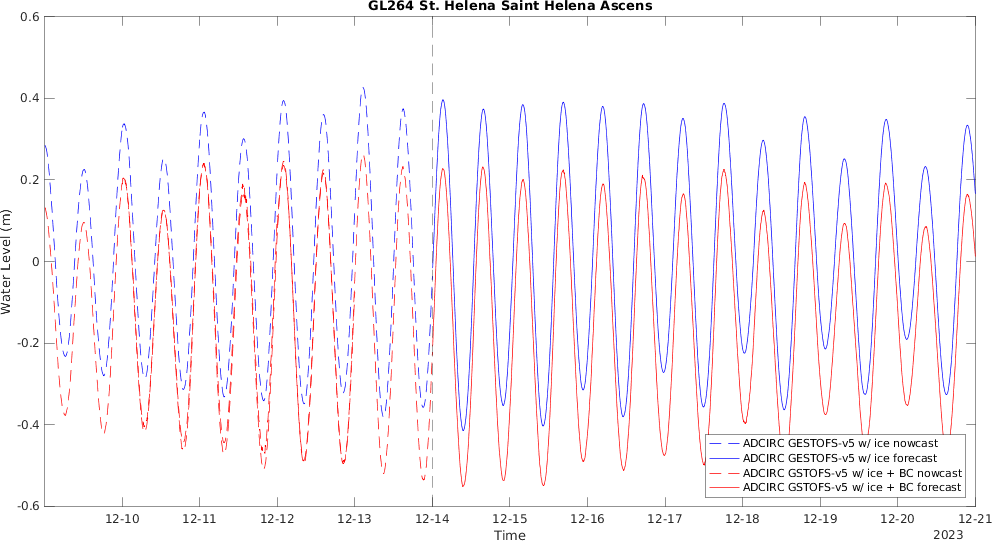 GL264 St. Helena Saint Helena Ascens
0.6
0.4
0.2
0
-0.2
-0.4
-0.6
Water Level (m)
12-10 12-11 12-12 12-13 12-14 12-15 12-16 12-17 12-18 12-19 12-20 12-21
Time
2023
ADCIRC GESTOFS-v5 w/ ice nowcast
ADCIRC GESTOFS-v5 w/ ice forecast
ADCIRC GSTOFS-v5 w/ ice + BC nowcast
ADCIRC GSTOFS-v5 w/ ice + BC forecast